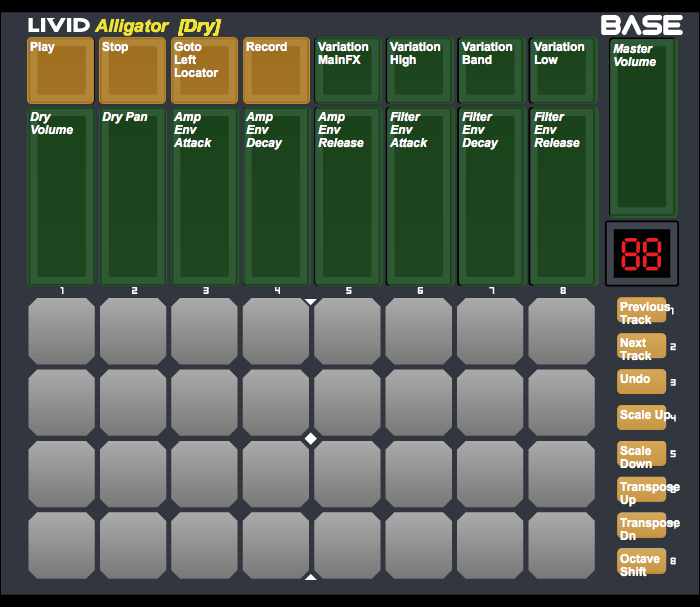 LIVID Alligator [Dry] BASE
Play
Stop
Goto
Left
Locator
Record
Variation
MainFX
Variation
High
Variation
Band
Variation
Low
Master
Volume
Dry
Volume
Dry Pan
Amp
Env
Attack
Amp
Env
Decay
Amp
Env
Release
Filter
Env
Attack
Filter
Env
Decay
Filter
Env
Release
88
1 2 3 4 5 6 7 8
Previous
Track
1
Next
Track
2
Undo
3
Scale Up
4
Scale
Down
5
Transpose
Up
6
Transpose
Dn
7
Octave
Shift
8